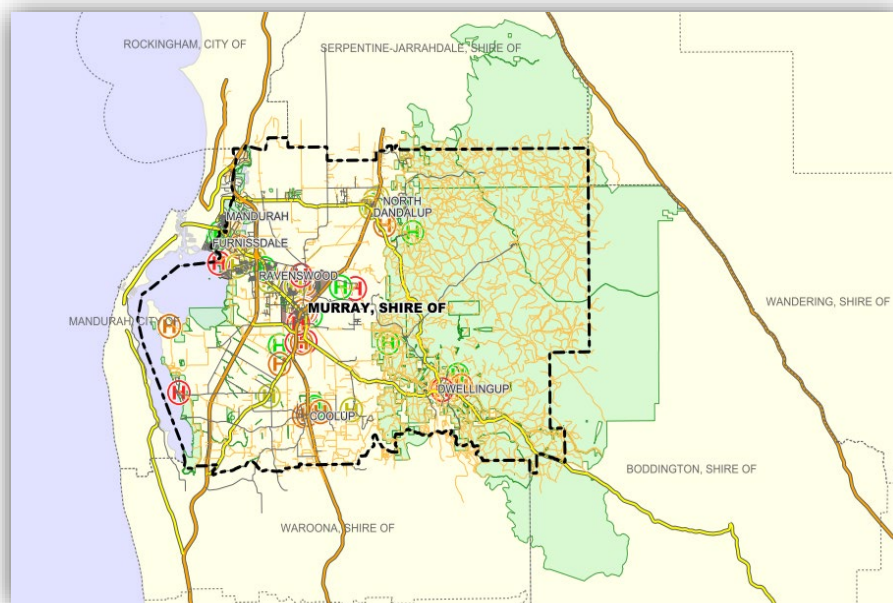 ROCKINGHAM, CITY OF
SERPENTINE-JARRAHDALE, SHIRE OF
NORTH
DANDALUP
MANDURAH
FURNISSDALE
RAVENSWOOD
MURRAY, SHIRE OF
WANDERING, SHIRE OF
MANDURAH, CITY OF
DWELLINGUP
COOLUP
BODDINGTON, SHIRE OF
WAROONA, SHIRE OF